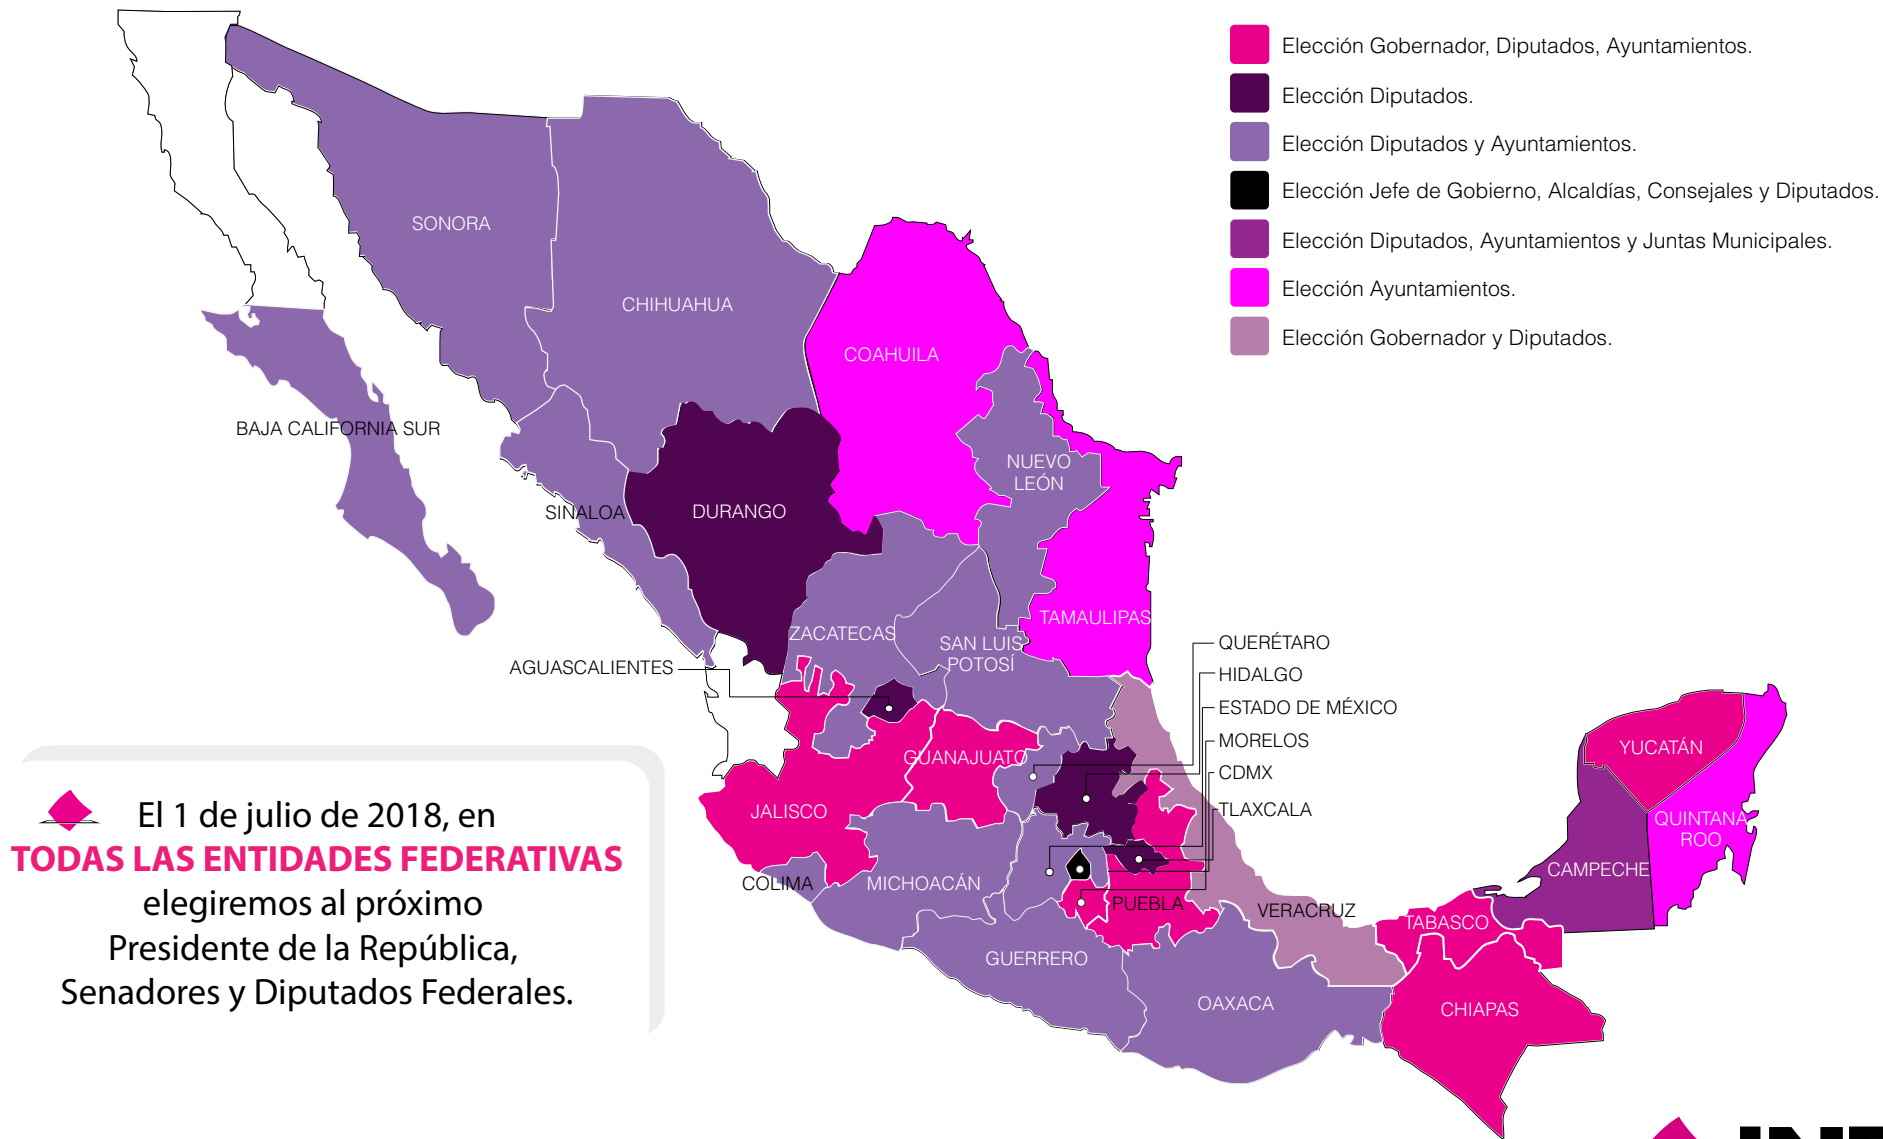 Elección Gobernador, Diputados, Ayuntamientos.
Elección Diputados.
Elección Diputados y Ayuntamientos.
Elección Jefe de Gobierno, Alcaldías, Consejales y Diputados.
Elección Diputados, Ayuntamientos y Juntas Municipales.
Elección Ayuntamientos.
Elección Gobernador y Diputados.
SONORA
CHIHUAHUA
COAHUILA
BAJA CALIFORNIA SUR
NUEVO
LEÓN
SINALOA
DURANGO
TAMAULIPAS
ZACATECAS
SAN LUIS
POTOSÍ
AGUASCALIENTES
QUERÉTARO
HIDALGO
ESTADO DE MÉXICO
MORELOS
CDMX
TLAXCALA
GUANAJUATO
JALISCO
COLIMA
MICHOACÁN
PUEBLA
VERACRUZ
GUERRERO
OAXACA
TABASCO
CHIAPAS
CAMPECHE
YUCATÁN
QUINTANA
ROO
El 1 de julio de 2018, en
TODAS LAS ENTIDADES FEDERATIVAS
elegiremos al próximo
Presidente de la República,
Senadores y Diputados Federales.